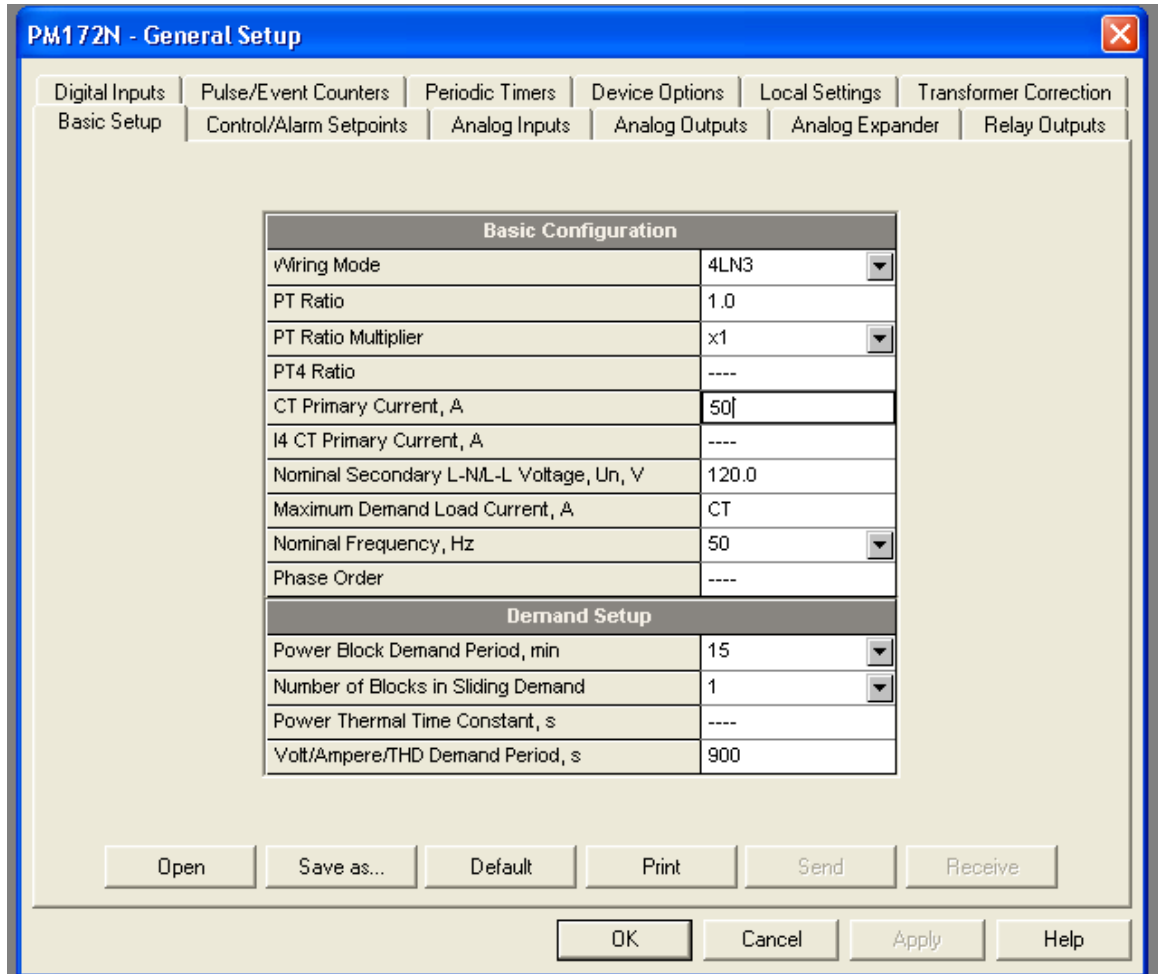 PM172N - General Setup
Digital Inputs Pulse/Event Counters Periodic Timers Device Options Local Settings Transformer Correction
Basic Setup Control/Alarm Setpoints Analog Inputs Analog Outputs Analog Expander Relay Outputs
Basic Configuration
Wiring Mode 4LN3
PT Ratio 1.0
PT Ratio Multiplier x1
PT4 Ratio ----
CT Primary Current, A 50
I4 CT Primary Current, A ----
Nominal Secondary L-N/L-L Voltage, Un, V 120.0
Maximum Demand Load Current, A CT
Nominal Frequency, Hz 50
Phase Order ----
Demand Setup
Power Block Demand Period, min 15
Number of Blocks in Sliding Demand 1
Power Thermal Time Constant, s ----
Volt/Ampere/THD Demand Period, s 900
Open Save as... Default Print Send Receive
OK Cancel Apply Help